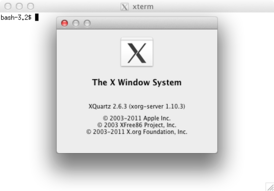 xterm
bash-3.2$
The X Window System
XQuartz 2.6.3 (xorg-server 1.10.3)
© 2003-2011 Apple Inc.
© 2003 XFree86 Project, Inc.
© 2003-2011 X.org Foundation, Inc.